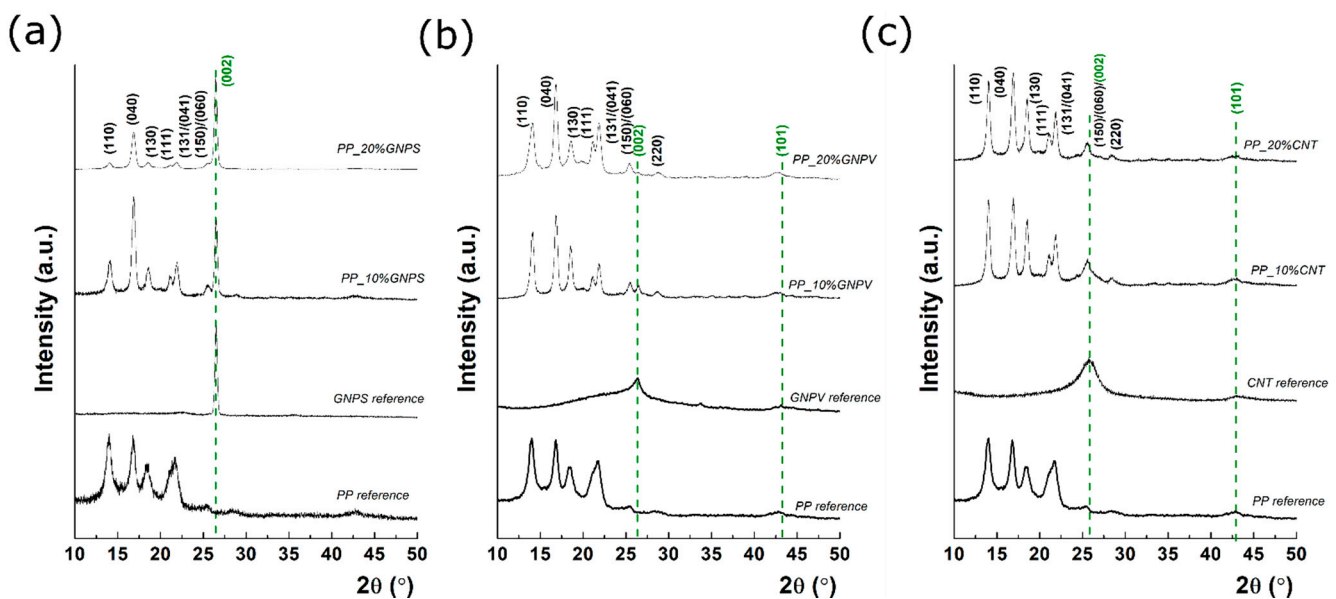 (a)
(110)
(040)
(130)
(111)
(131/(041)
(150)/(060)
(002)
PP_20%GNPS
PP_10%GNPS
GNPS reference
PP reference
Intensity (a.u.)
10 15 20 25 30 35 40 45 50
2θ (°)
(b)
(110)
(040)
(130)
(111)
(131/(041)
(150)/(060)
(002)
(220)
(101)
PP_20%GNPV
PP_10%GNPV
GNPV reference
PP reference
Intensity (a.u.)
10 15 20 25 30 35 40 45 50
2θ (°)
(c)
(110)
(040)
(130)
(111)
(131/(041)
(150)/(060)/(002)
(220)
(101)
PP_20%CNT
PP_10%CNT
CNT reference
PP reference
Intensity (a.u.)
10 15 20 25 30 35 40 45 50
2θ (°)